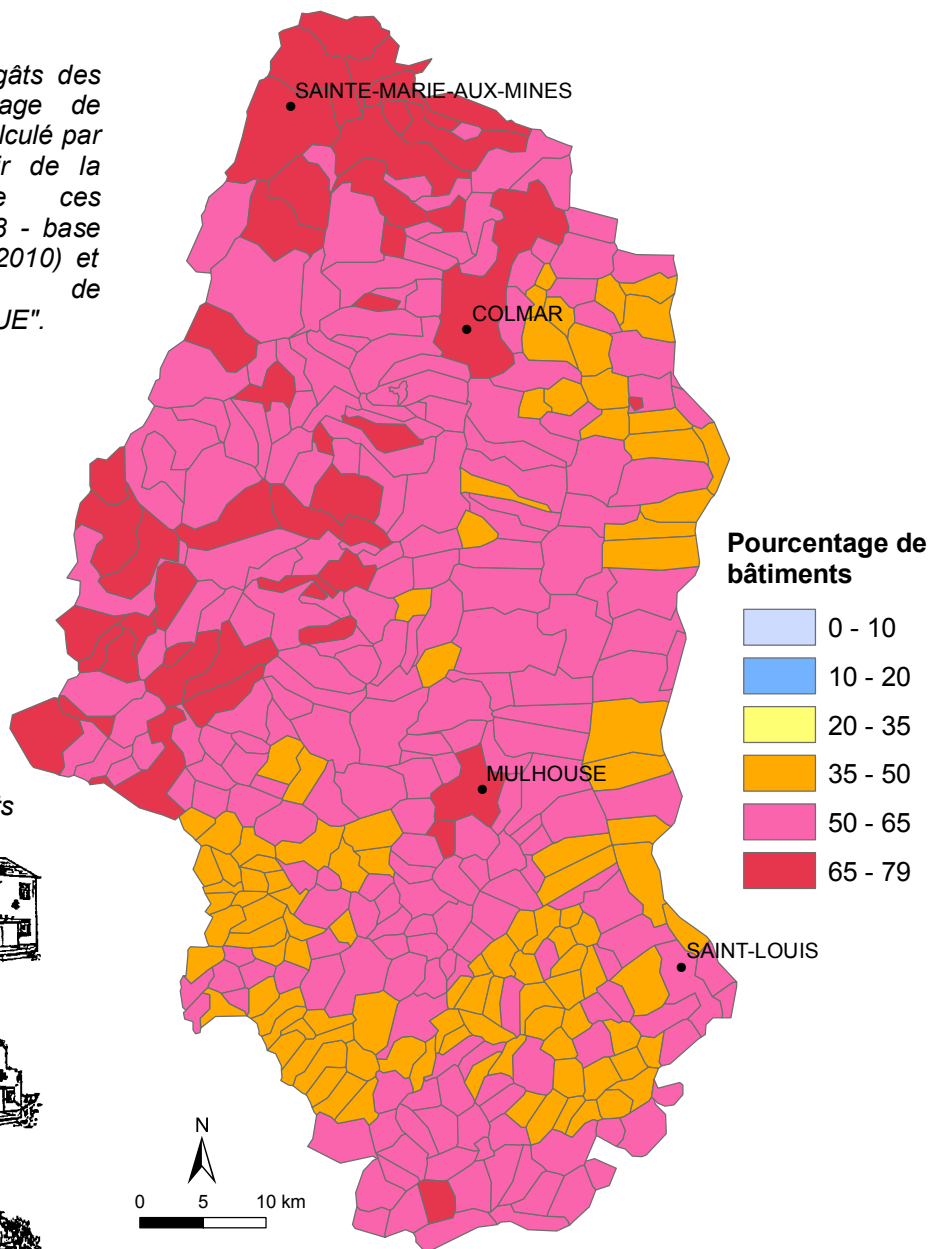 gâts des
age de
lculé par
ir de la
e ces
3 - base
2010) et
de
UE".
SAINTE-MARIE-AUX-MINES
COLMAR
Pourcentage de
bâtiments
0 - 10
10 - 20
20 - 35
35 - 50
50 - 65
65 - 79
MULHOUSE
ts
SAINT-LOUIS
N
0 5 10 km